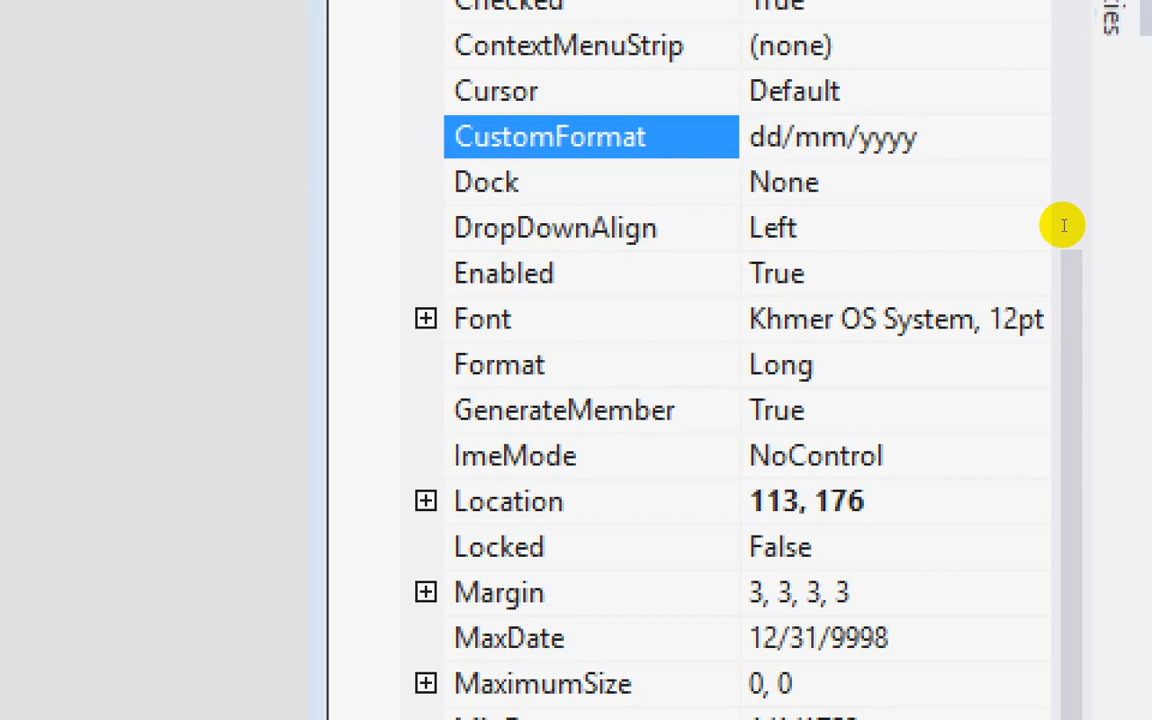 Checked True
ContextMenuStrip (none)
Cursor Default
CustomFormat dd/mm/yyyy
Dock None
DropDownAlign Left
Enabled True
Font Khmer OS System, 12pt
Format Long
GenerateMember True
ImeMode NoControl
Location 113, 176
Locked False
Margin 3, 3, 3, 3
MaxDate 12/31/9998
MaximumSize 0, 0